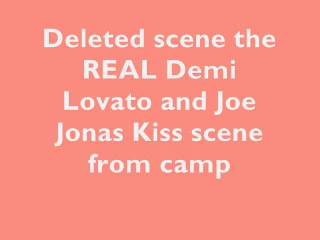 Deleted scene the
REAL Demi
Lovato and Joe
Jonas Kiss scene
from camp